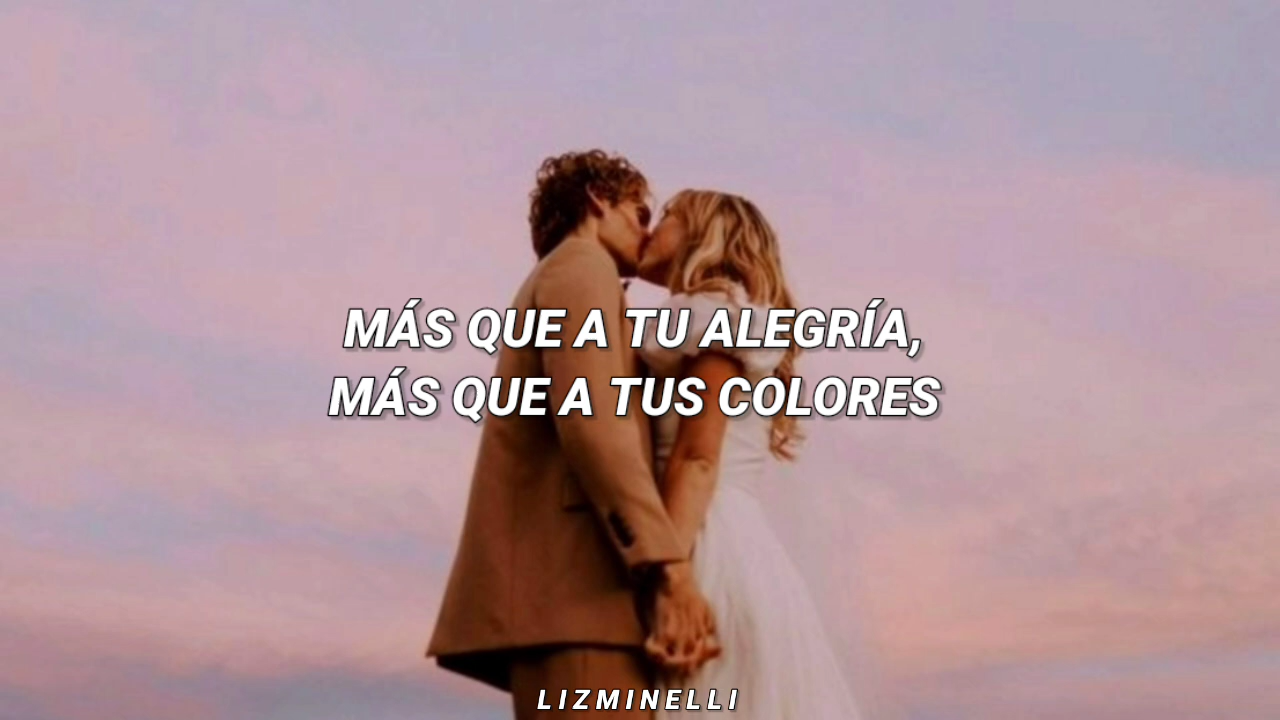 MÁS QUE A TU ALEGRÍA,
MÁS QUE A TUS COLORES
LIZMINELLI